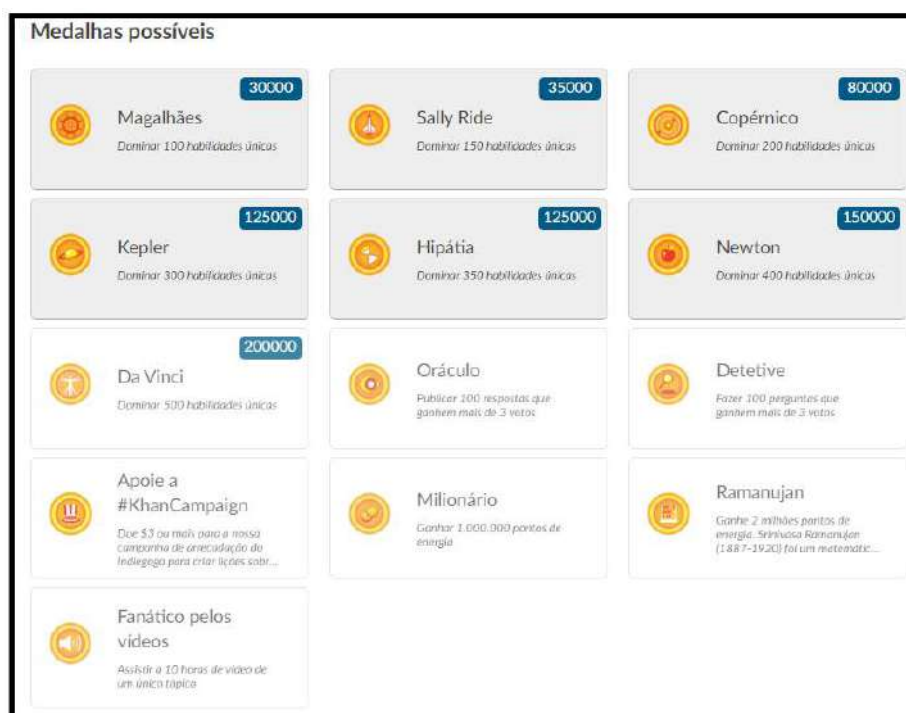 Medalhas possíveis
30000
Magalhães
Dominar 100 habilidades únicas
35000
Sally Ride
Dominar 150 habilidades únicas
80000
Copérnico
Dominar 200 habilidades únicas
125000
Kepler
Dominar 300 habilidades únicas
125000
Hipátia
Dominar 350 habilidades únicas
150000
Newton
Dominar 400 habilidades únicas
200000
Da Vinci
Dominar 500 habilidades únicas
Oráculo
Publicar 100 respostas que
ganhem mais de 3 votos
Detetive
Fazer 100 perguntas que
ganhem mais de 3 votos
Apoie a
#KhanCampaign
Doe $3 ou mais para a nossa
campanha de arrecadação do
Indiegogo para criar lições sobr...
Milionário
Ganhar 1.000.000 pontos de
energia
Ramanujan
Ganhe 2 milhões pontos de
energia. Srinivasa Ramanujan
(1887-1920) foi um matemátic...
Fanático pelos
vídeos
Assistir a 10 horas de vídeo de
um único tópico